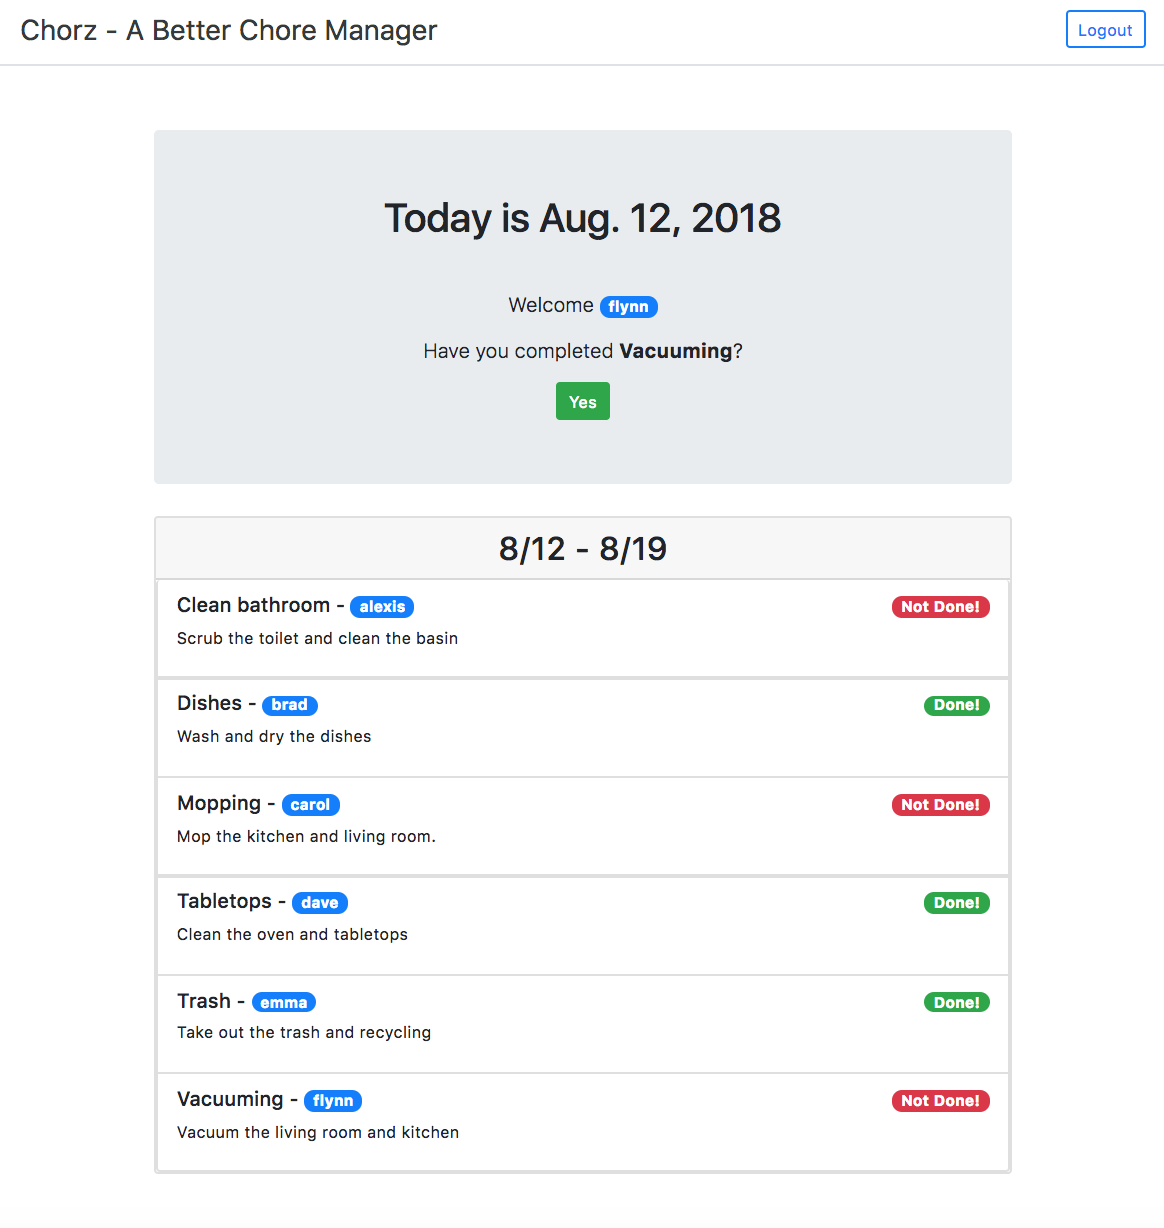 Chorz - A Better Chore Manager
Logout
Today is Aug. 12, 2018
Welcome flynn
Have you completed Vacuuming?
Yes
8/12 - 8/19
Clean bathroom - alexis
Not Done!
Scrub the toilet and clean the basin
Dishes - brad
Done!
Wash and dry the dishes
Mopping - carol
Not Done!
Mop the kitchen and living room.
Tabletops - dave
Done!
Clean the oven and tabletops
Trash - emma
Done!
Take out the trash and recycling
Vacuuming - flynn
Not Done!
Vacuum the living room and kitchen